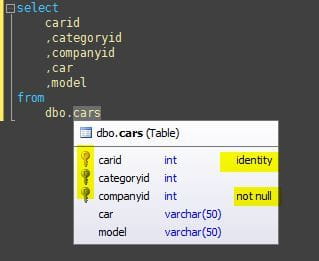 select
carid
,categoryid
,companyid
,car
,model
from
dbo.cars
dbo.cars (Table)
carid int identity
categoryid int
companyid int not null
car varchar(50)
model varchar(50)